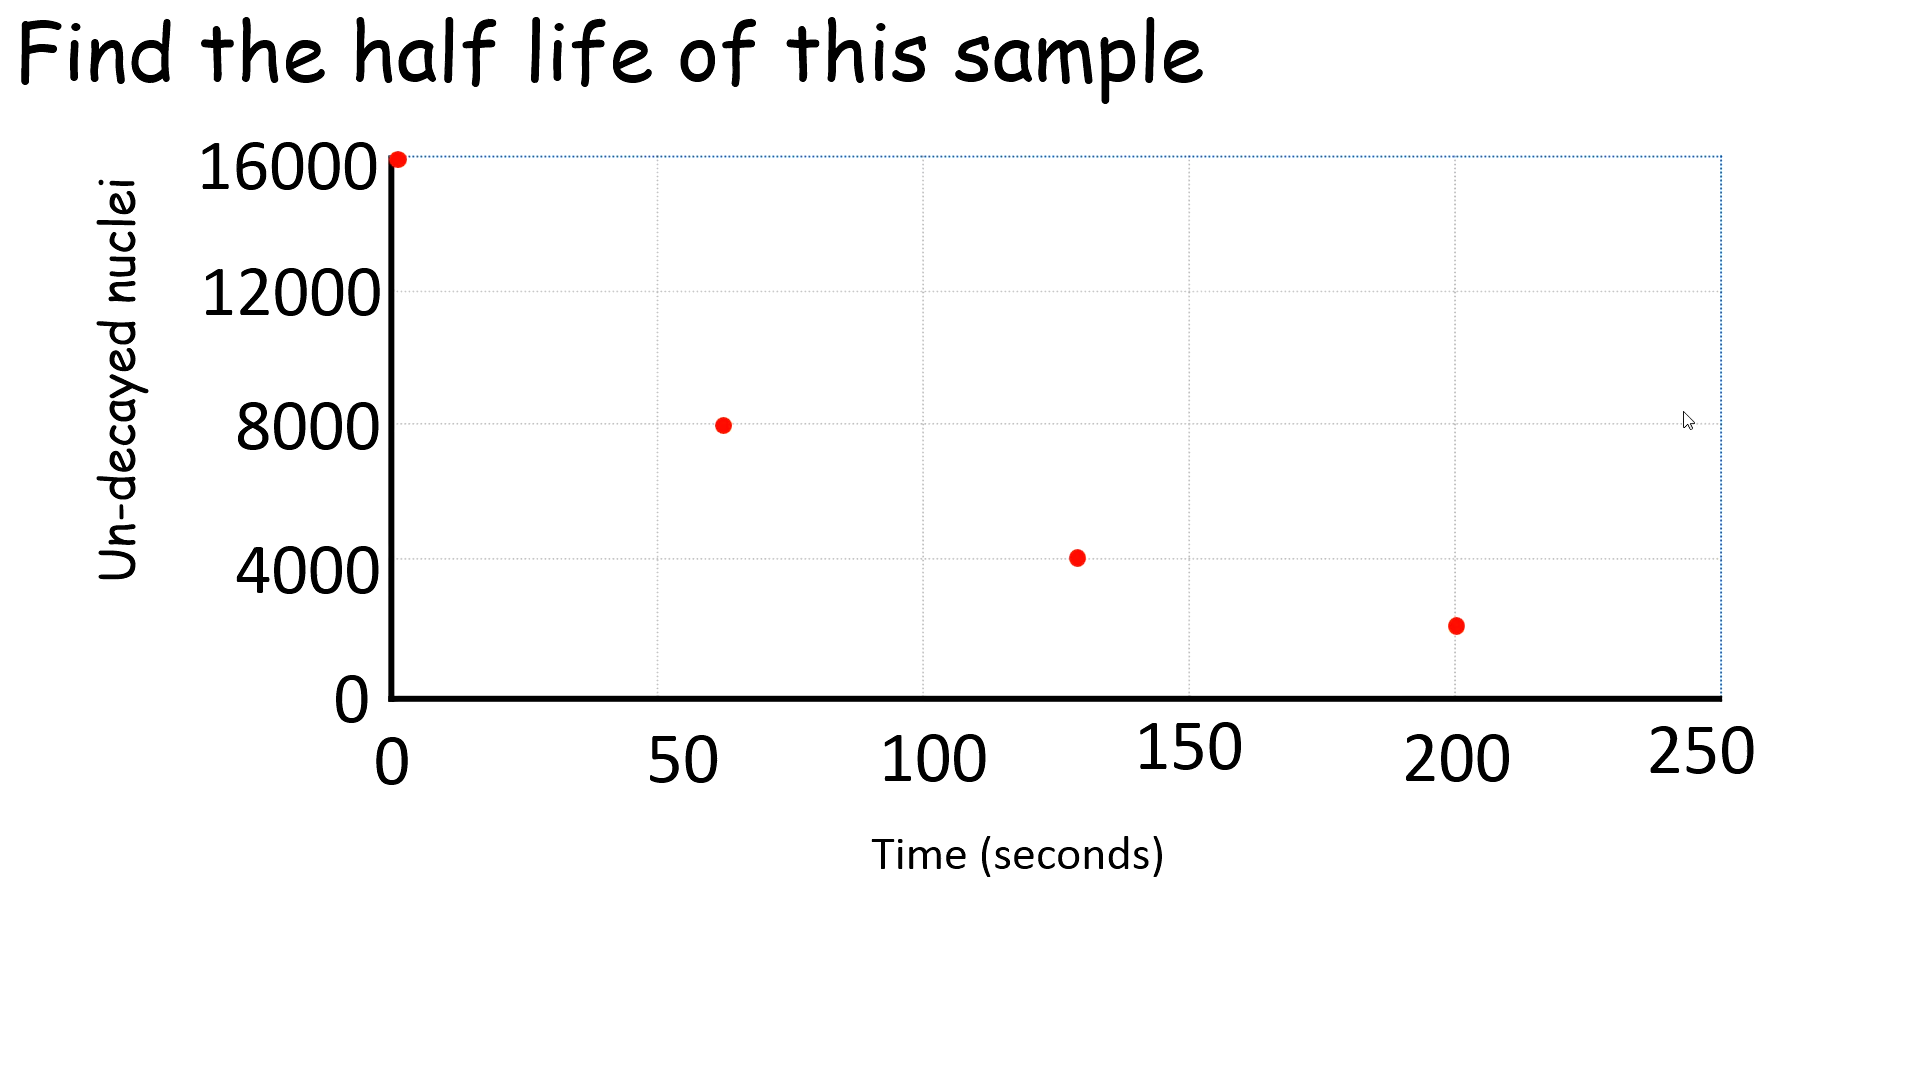 Find the half life of this sample
Un-decayed nuclei
16000
12000
8000
4000
0
0 50 100 150 200 250
Time (seconds)